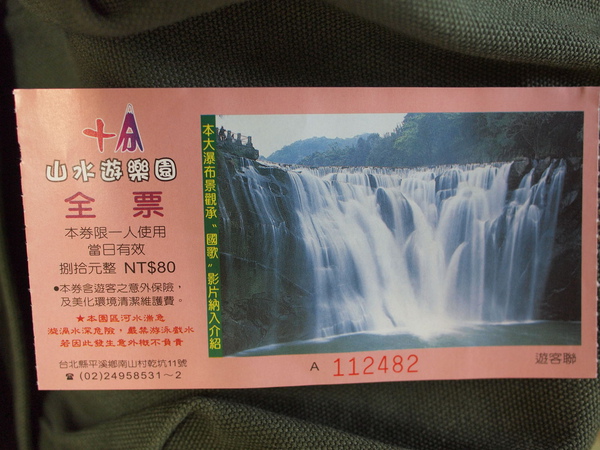 十分
山水遊樂園
全票
本券限一人使用
當日有效
捌拾元整 NT$80
●本券含遊客之意外保險，
及美化環境清潔維護費。
★本園區河水湍急
漩渦水深危險，嚴禁游泳戲水
若因此發生意外概不負責
台北縣平溪鄉南山村乾坑11號
☎ (02)24958531～2
本大瀑布景觀承“國歌”影片納入介紹
A 112482
遊客聯